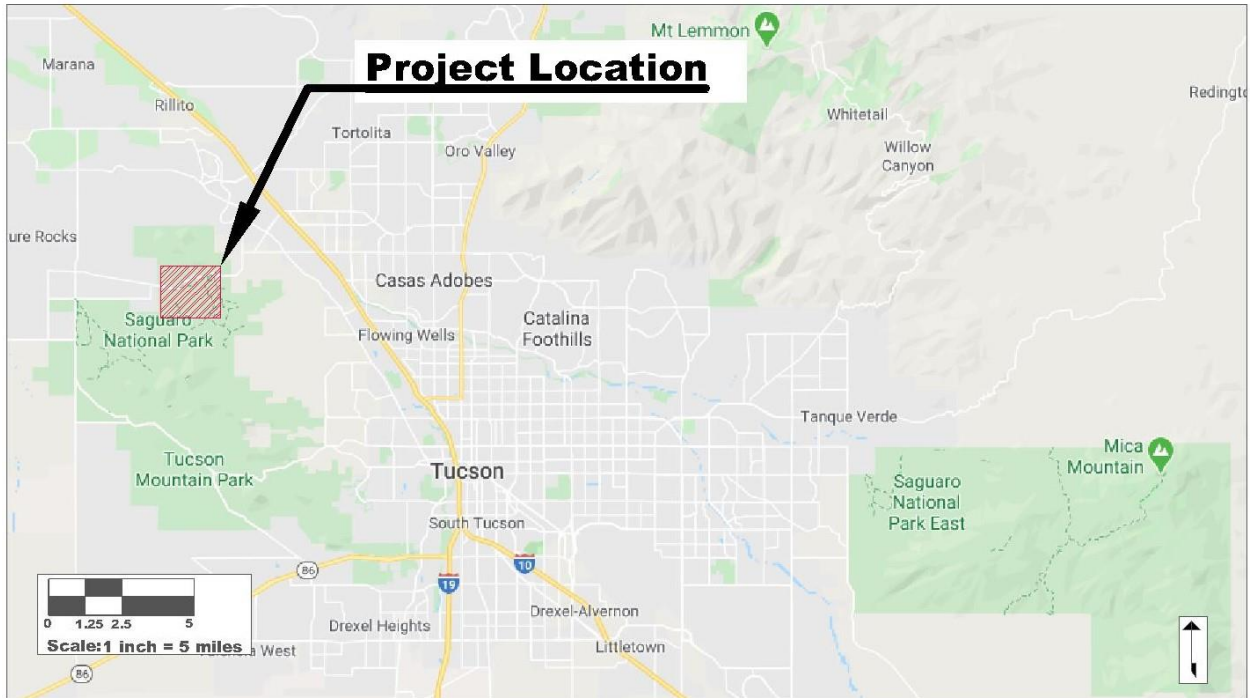 Mt Lemmon
Project Location
Marana
Redingto
Rillito
Whitetail
Tortolita
Oro Valley
Willow
Canyon
ure Rocks
Casas Adobes
Saguaro
National Park
Catalina
Foothills
Flowing Wells
Tanque Verde
Mica
Mountain
Tucson
Mountain Park
Tucson
Saguaro
National
Park East
South Tucson
86
19
10
Drexel-Alvernon
Drexel Heights
Littletown
0 1.25 2.5 5
Scale:1 inch = 5 miles
West
86